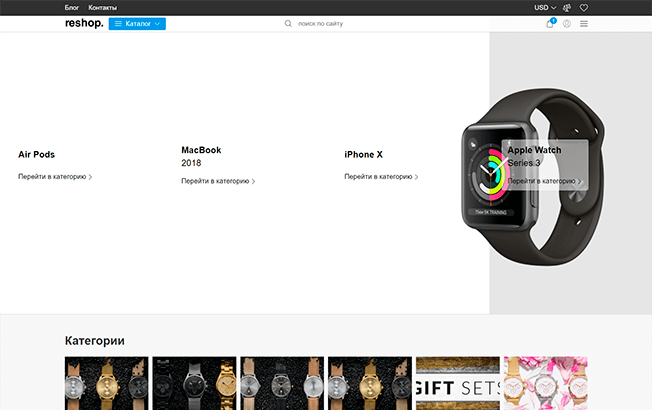 Блог Контакты USD
reshop. Каталог поиск по сайту 1
Air Pods
Перейти в категорию
MacBook
2018
Перейти в категорию
iPhone X
Перейти в категорию
Apple Watch
Series 3
Перейти в категорию
Категории
GIFT SETS